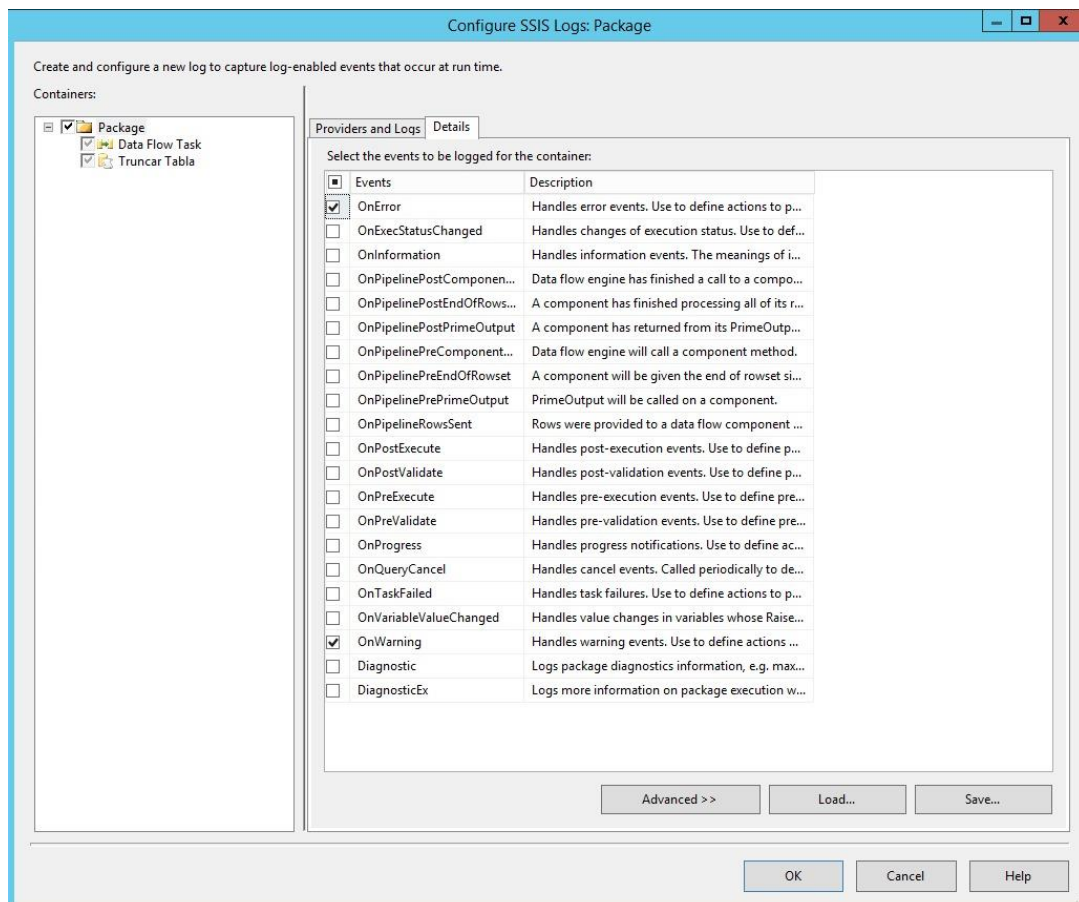 Configure SSIS Logs: Package
Create and configure a new log to capture log-enabled events that occur at run time.
Containers:
Package
Data Flow Task
Truncar Tabla
Providers and Logs Details
Select the events to be logged for the container:
Events Description
OnError Handles error events. Use to define actions to p...
OnExecStatusChanged Handles changes of execution status. Use to def...
OnInformation Handles information events. The meanings of i...
OnPipelinePostComponen... Data flow engine has finished a call to a compo...
OnPipelinePostEndOfRows... A component has finished processing all of its r...
OnPipelinePostPrimeOutput A component has returned from its PrimeOutp...
OnPipelinePreComponent... Data flow engine will call a component method.
OnPipelinePreEndOfRowset A component will be given the end of rowset si...
OnPipelinePrePrimeOutput PrimeOutput will be called on a component.
OnPipelineRowsSent Rows were provided to a data flow component ...
OnPostExecute Handles post-execution events. Use to define p...
OnPostValidate Handles post-validation events. Use to define p...
OnPreExecute Handles pre-execution events. Use to define pre...
OnPreValidate Handles pre-validation events. Use to define pre...
OnProgress Handles progress notifications. Use to define ac...
OnQueryCancel Handles cancel events. Called periodically to de...
OnTaskFailed Handles task failures. Use to define actions to p...
OnVariableValueChanged Handles value changes in variables whose Raise...
OnWarning Handles warning events. Use to define actions ...
Diagnostic Logs package diagnostics information, e.g. max...
DiagnosticEx Logs more information on package execution w...
Advanced >> Load... Save...
OK Cancel Help